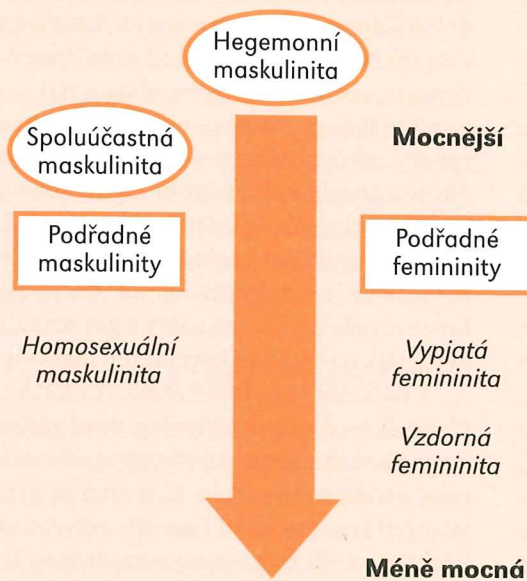 Hegemonní
maskulinita
Mocnější
Spoluúčastná
maskulinita
Podřadné
maskulinity
Podřadné
femininity
Homosexuální
maskulinita
Vypjatá
femininita
Vzdorná
femininita
Méně mocná